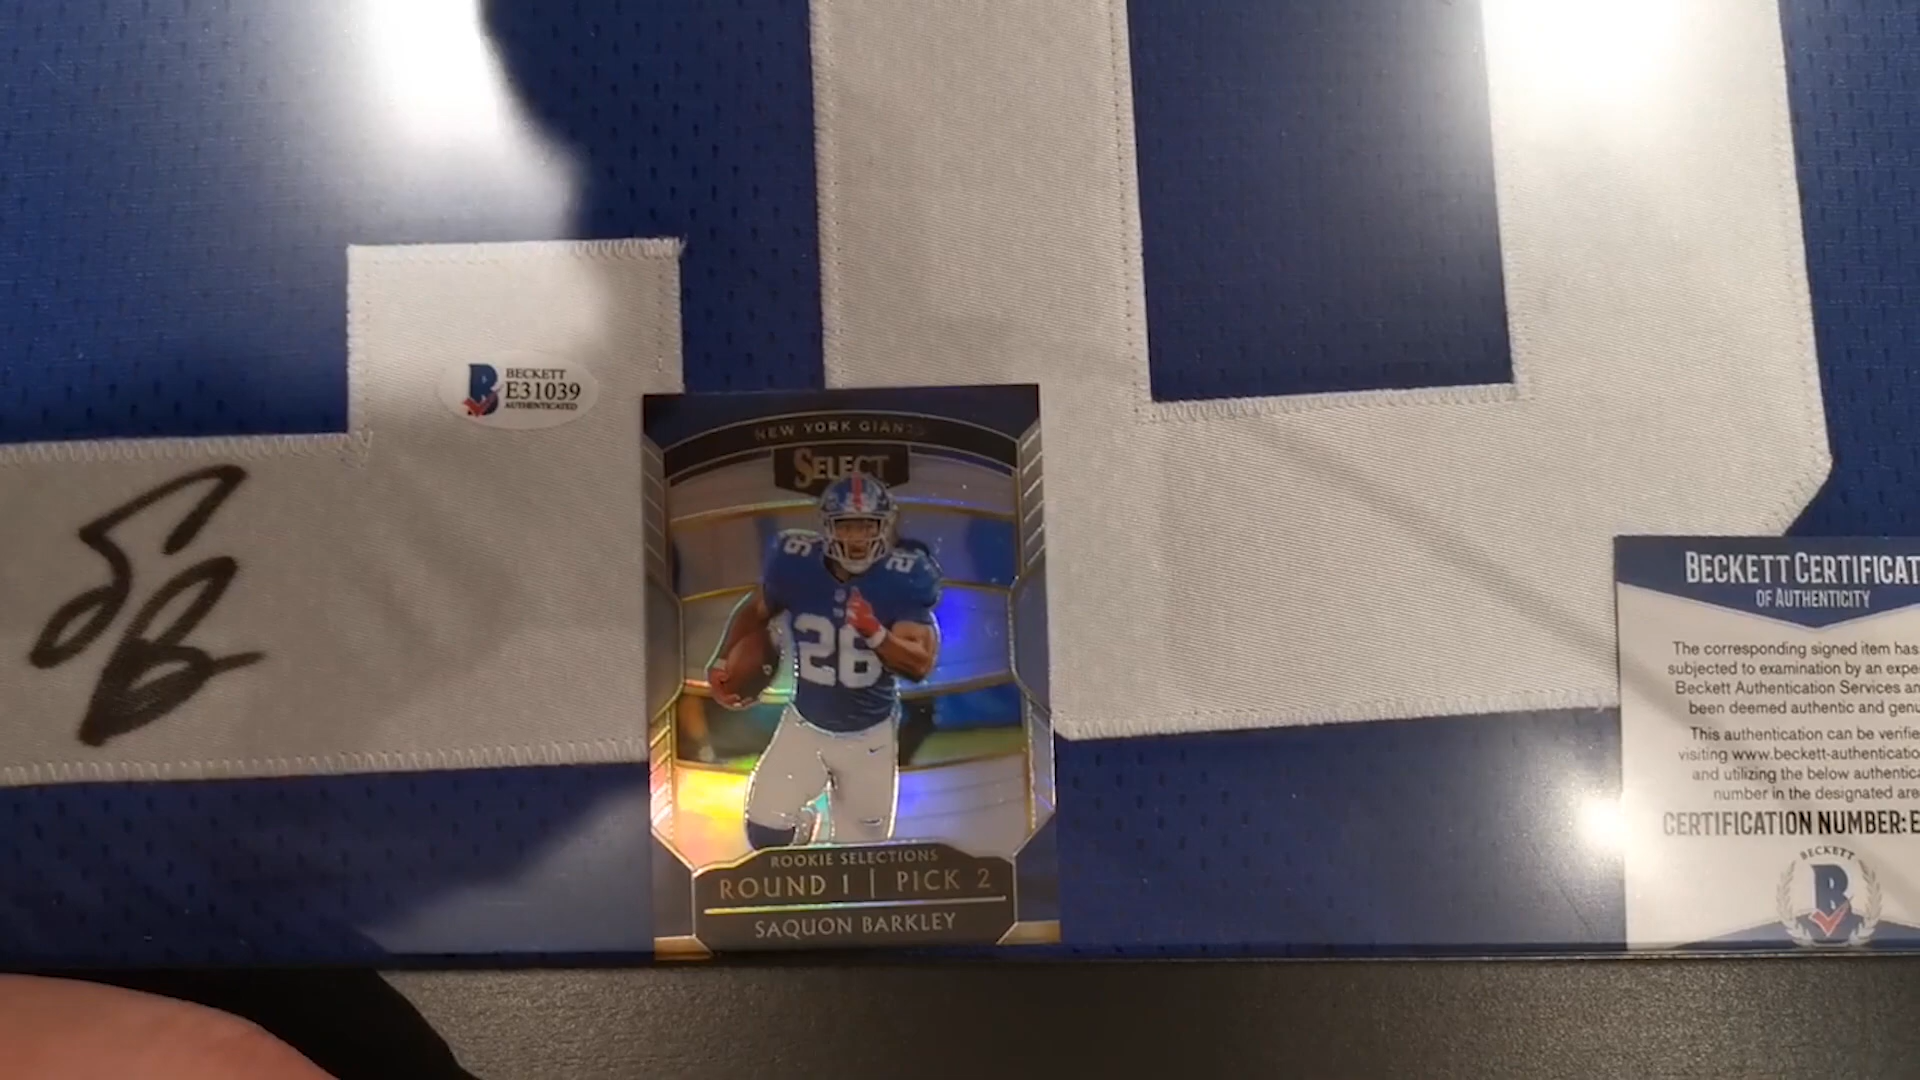 BECKETT
E31039
AUTHENTICATED
SB
NEW YORK GIANTS
SELECT
26
26
26
ROOKIE SELECTIONS
ROUND 1 | PICK 2
SAQUON BARKLEY
BECKETT CERTIFICAT
OF AUTHENTICITY
The corresponding signed item has
subjected to examination by an expe
Beckett Authentication Services an
been deemed authentic and genu
This authentication can be verifie
visiting www.beckett-authenticatio
and utilizing the below authentica
number in the designated are
CERTIFICATION NUMBER: E
BECKETT
B